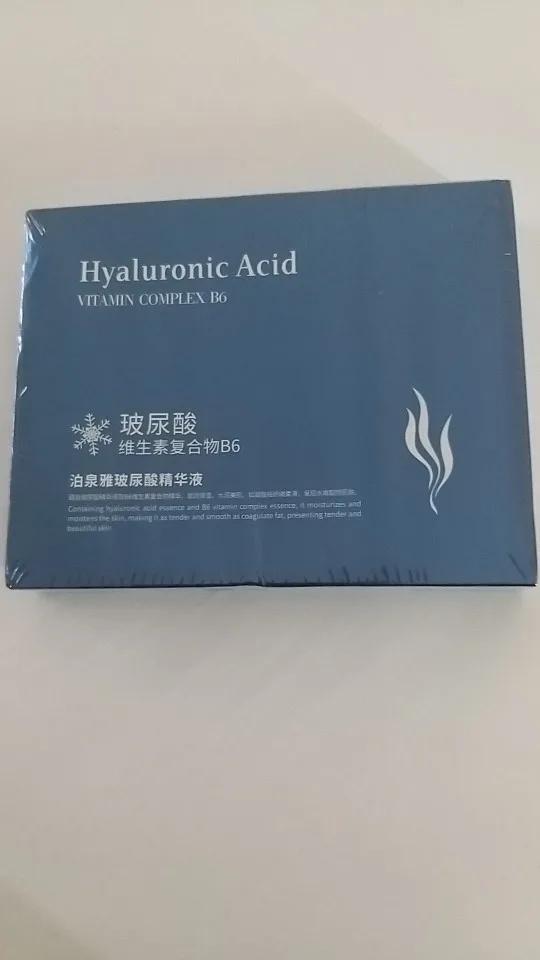 Hyaluronic Acid
VITAMIN COMPLEX B6
玻尿酸
维生素复合物B6
泊泉雅玻尿酸精华液
Containing hyaluronic acid essence and B6 vitamin complex essence, it moisturizes and
moistens the skin, making it as tender and smooth as coagulate fat, presenting tender and
beautiful skin